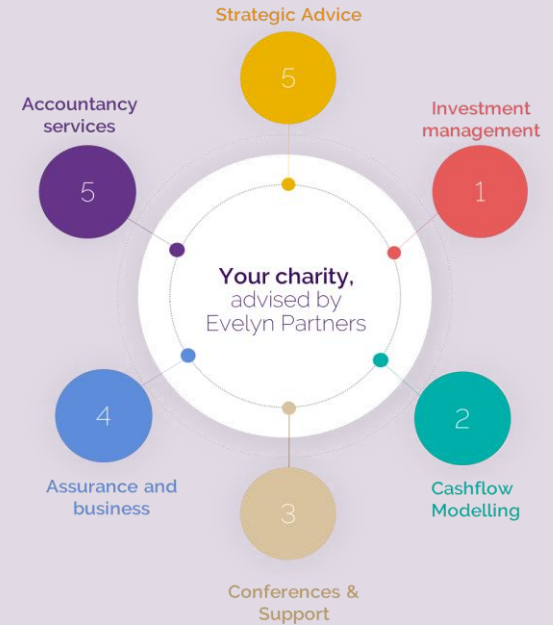 Strategic Advice
5
Investment
management
1
Cashflow
Modelling
2
Conferences &
Support
3
Assurance and
business
4
Accountancy
services
5
Your charity,
advised by
Evelyn Partners